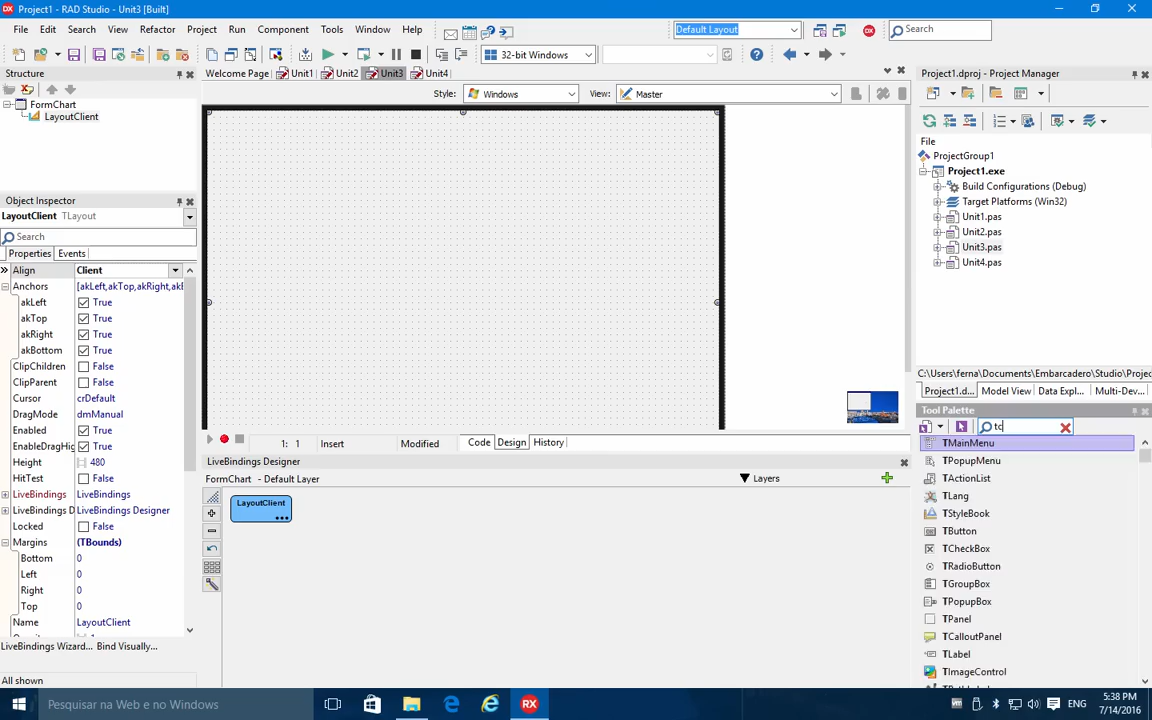 Project1 - RAD Studio - Unit3 [Built]
File Edit Search View Refactor Project Run Component Tools Window Help
Default Layout
Search
32-bit Windows
Structure
Welcome Page Unit1 Unit2 Unit3 Unit4
Project1.dproj - Project Manager
Style: Windows View: Master
FormChart
LayoutClient
File
ProjectGroup1
Project1.exe
Build Configurations (Debug)
Target Platforms (Win32)
Unit1.pas
Unit2.pas
Unit3.pas
Unit4.pas
Object Inspector
LayoutClient TLayout
Search
Properties Events
Align Client
Anchors [akLeft,akTop,akRight,akB
akLeft True
akTop True
akRight True
akBottom True
ClipChildren False
ClipParent False
Cursor crDefault
DragMode dmManual
Enabled True
EnableDragHig True
Height 480
HitTest False
LiveBindings LiveBindings
LiveBindings D LiveBindings Designer
Locked False
Margins (TBounds)
Bottom 0
Left 0
Right 0
Top 0
Name LayoutClient
LiveBindings Wizard... Bind Visually...
All shown
1: 1 Insert Modified Code Design History
LiveBindings Designer
FormChart - Default Layer
Layers
LayoutClient
C:\Users\ferna\Documents\Embarcadero\Studio\Projec
Project1.d... Model View Data Expl... Multi-Dev...
Tool Palette
tc
TMainMenu
TPopupMenu
TActionList
TLang
TStyleBook
TButton
TCheckBox
TRadioButton
TGroupBox
TPopupBox
TPanel
TCalloutPanel
TLabel
TImageControl
Pesquisar na Web e no Windows
RX
ENG
5:38 PM
7/14/2016